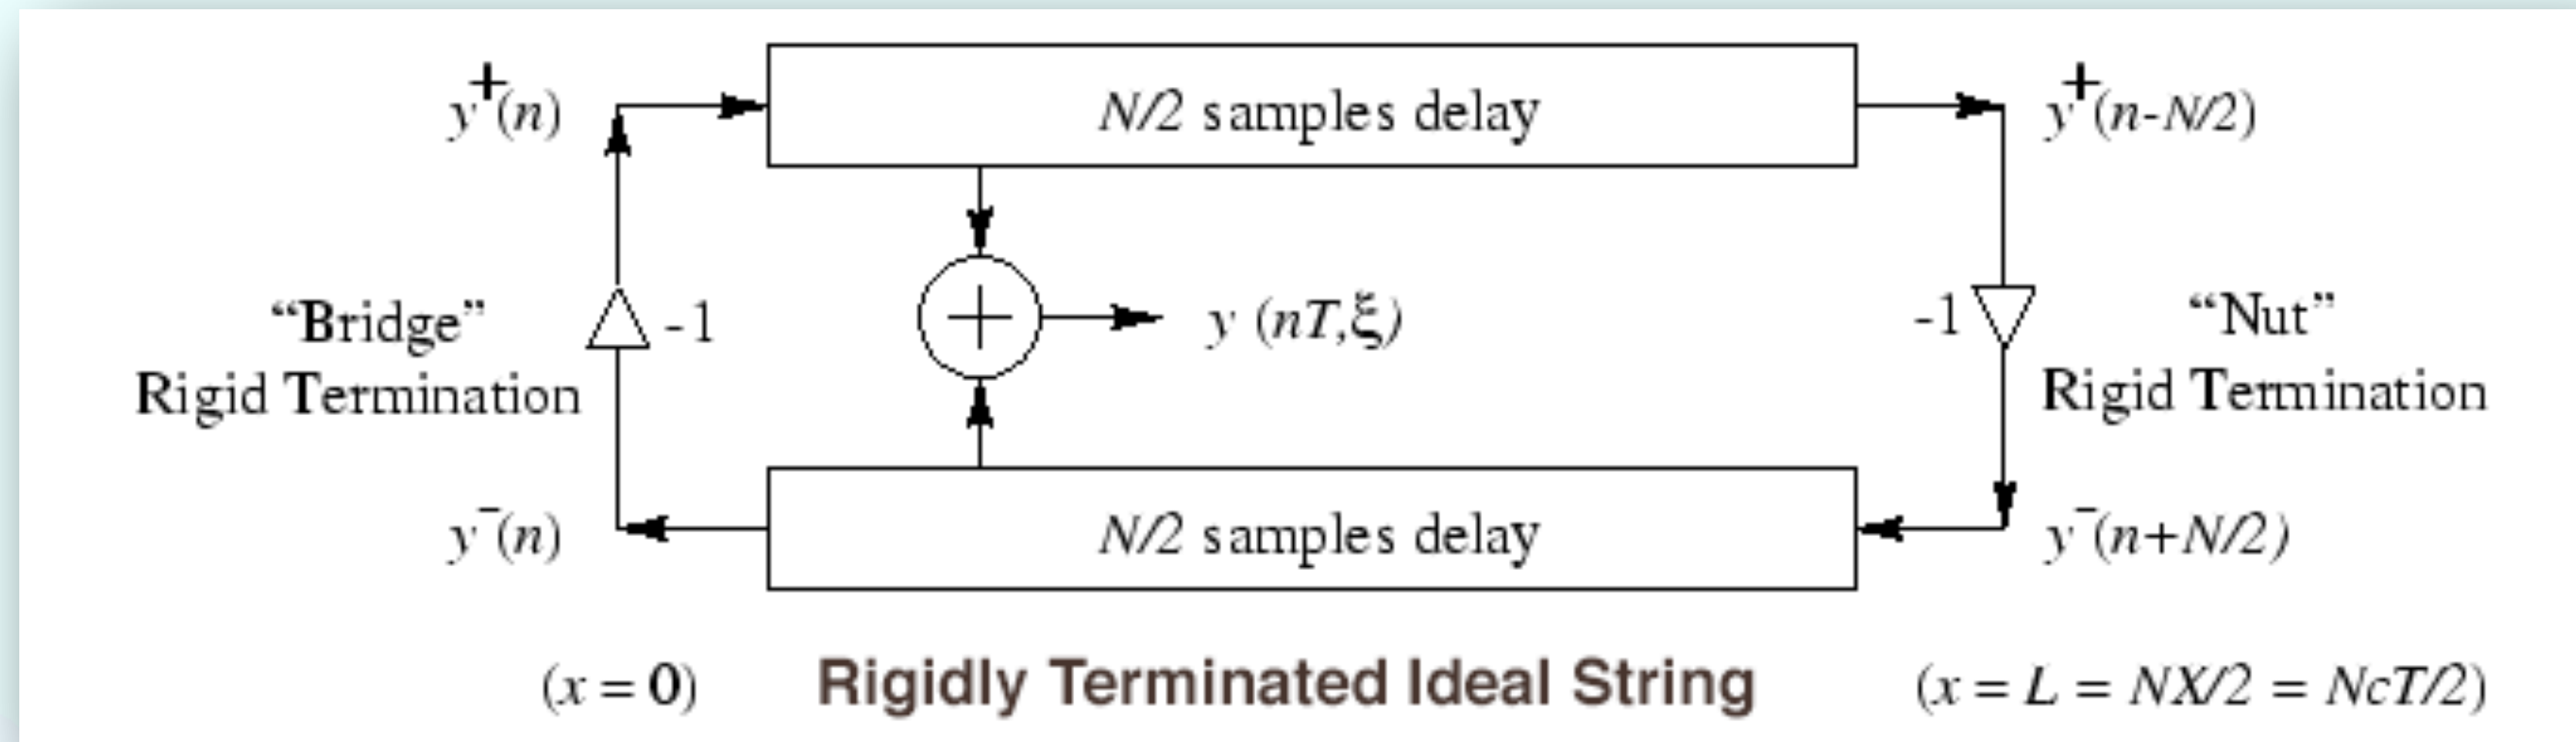 y⁺(n)
N/2 samples delay
y⁺(n-N/2)
“Bridge”
Rigid Termination
-1
+
y (nT,ξ)
-1
“Nut”
Rigid Termination
y⁻(n)
N/2 samples delay
y⁻(n+N/2)
(x = 0)
Rigidly Terminated Ideal String
(x = L = NX/2 = NcT/2)